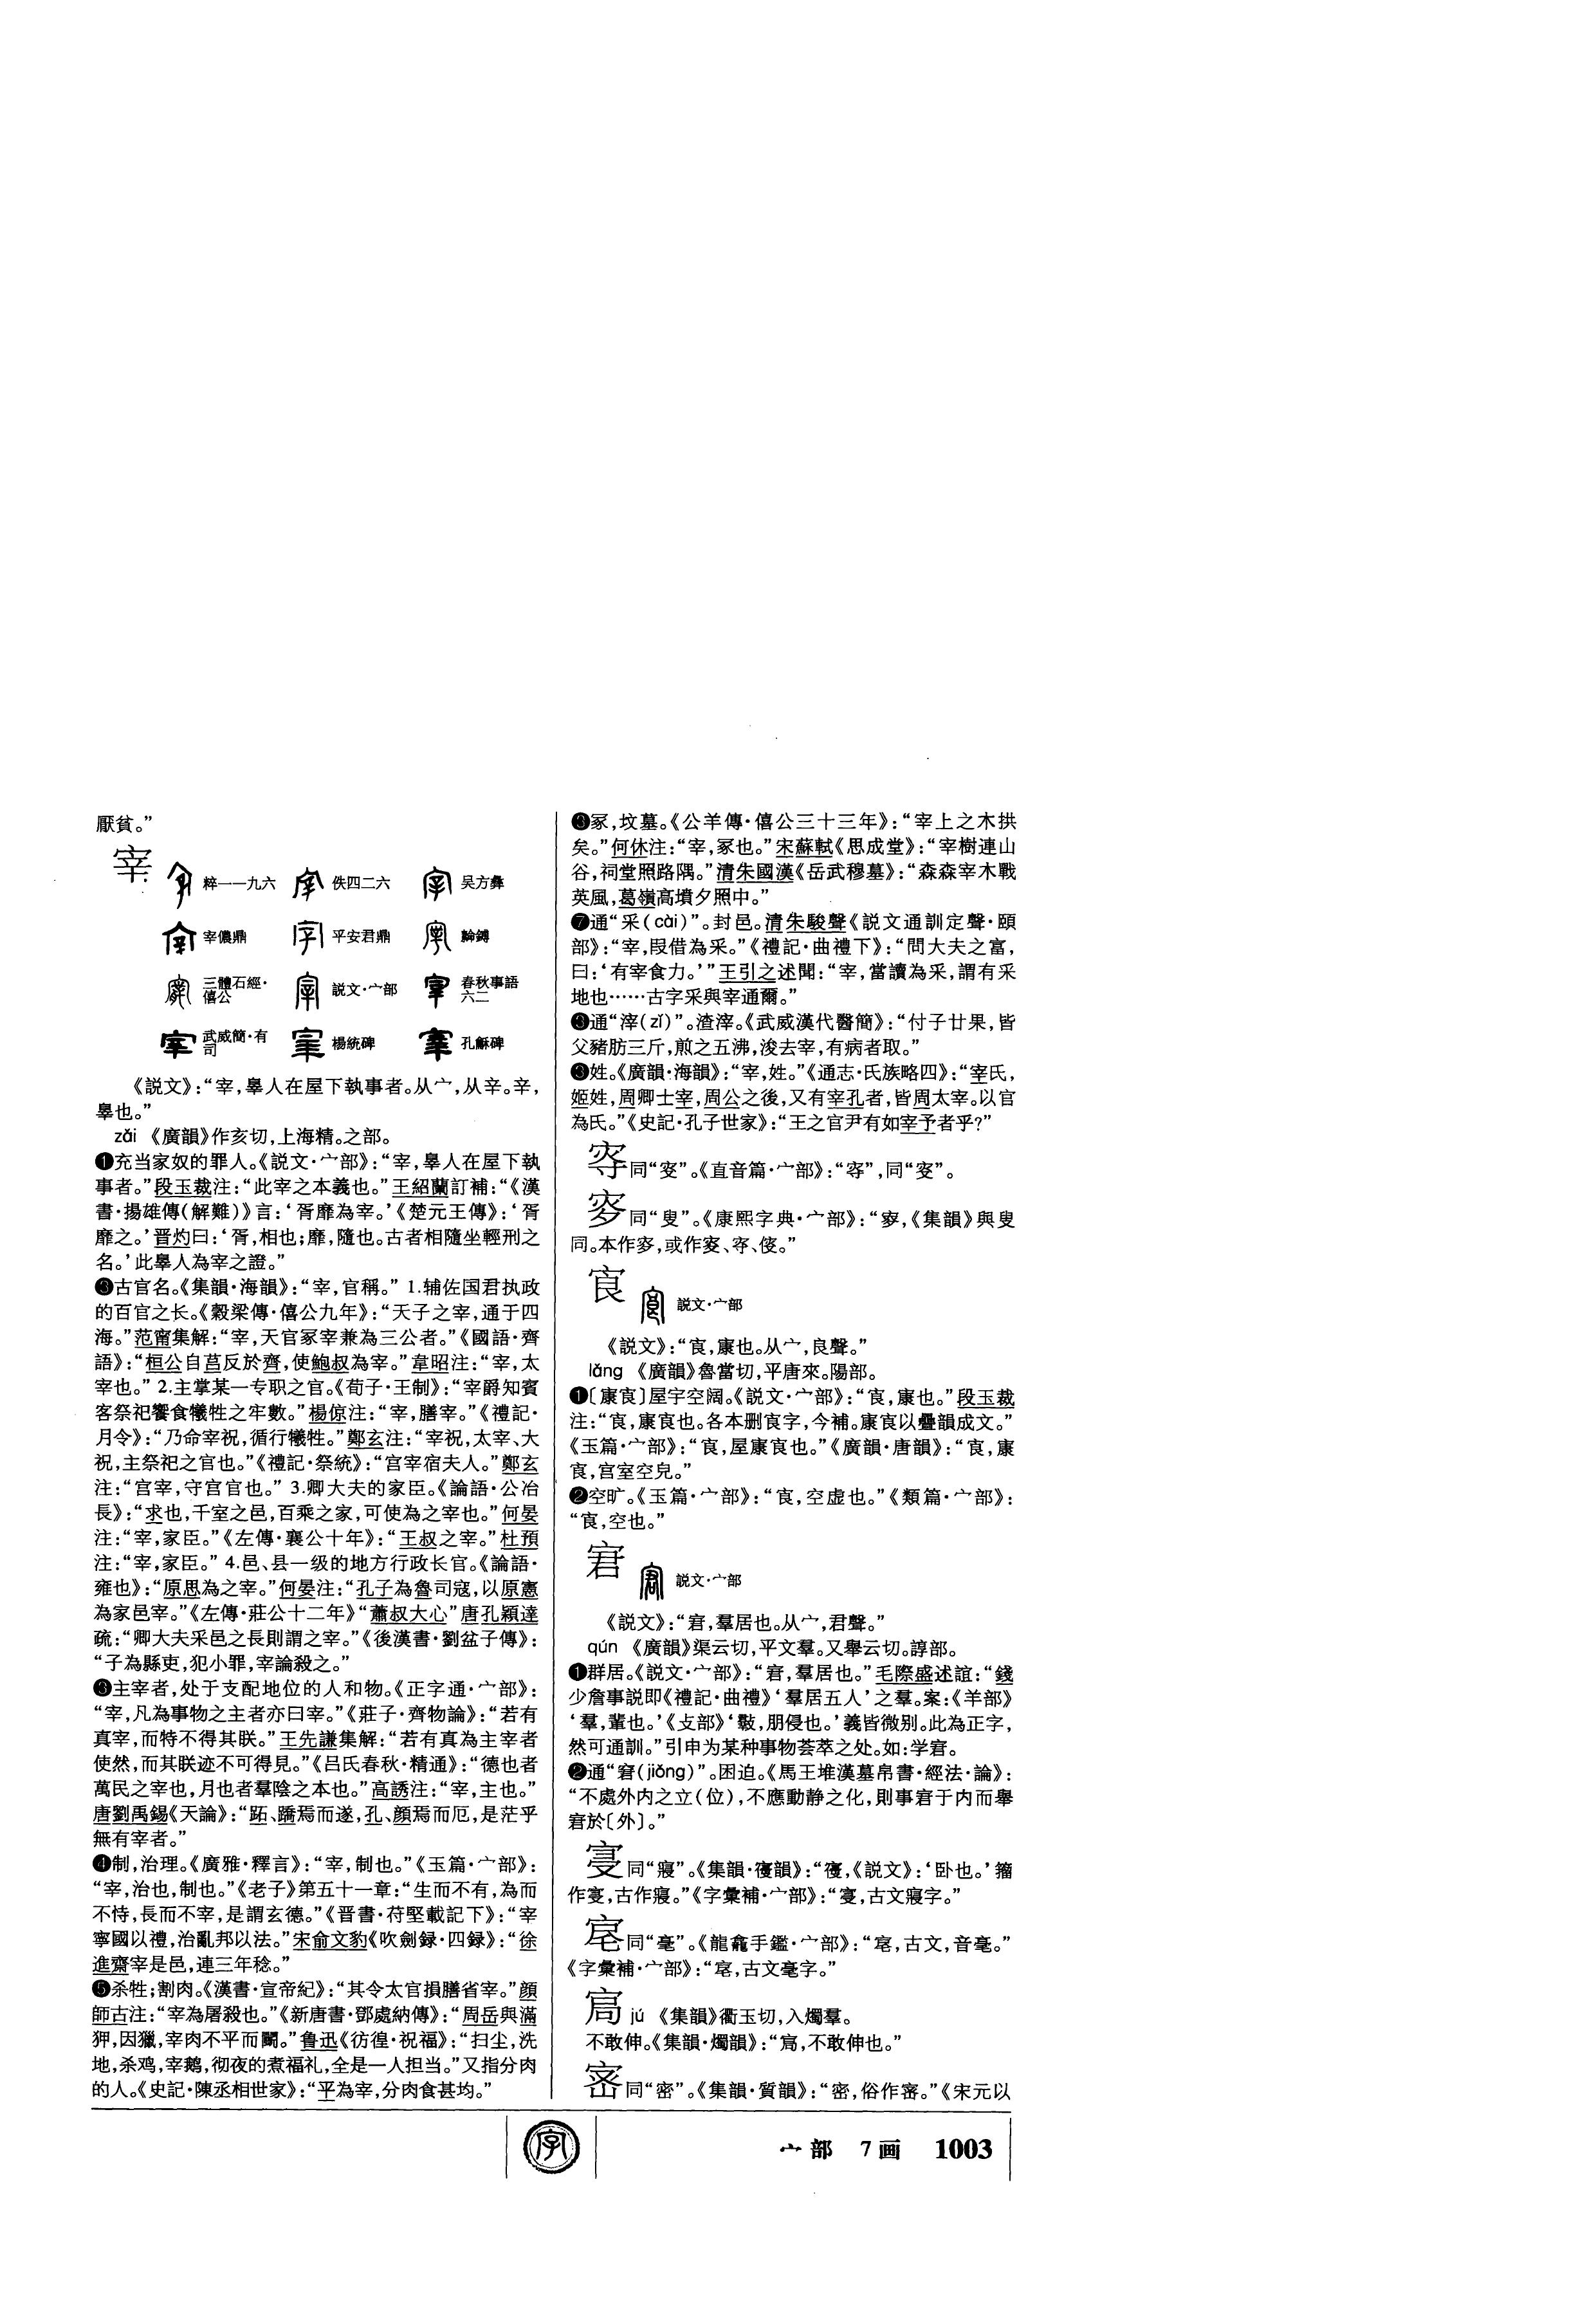 厭貧。”
宰
粹一一九六 佚四二六 吴方彝
宰儂鼎 平安君鼎 䣄鎛
三體石經·僖公 説文·宀部 春秋事語六二
武威簡·有司 楊統碑 孔龢碑
《説文》：“宰，辠人在屋下執事者。从宀，从辛。辛，
辠也。”
zǎi 《廣韻》作亥切，上海精。之部。
❶充当家奴的罪人。《説文·宀部》：“宰，辠人在屋下執
事者。”段玉裁注：“此宰之本義也。”王紹蘭訂補：“《漢
書·揚雄傳（解難）》言：‘胥靡為宰。’《楚元王傳》：‘胥
靡之。’晋灼曰：‘胥，相也；靡，隨也。古者相隨坐輕刑之
名。’此辠人為宰之證。”
❸古官名。《集韻·海韻》：“宰，官稱。” 1.辅佐国君执政
的百官之长。《穀梁傳·僖公九年》：“天子之宰，通于四
海。”范甯集解：“宰，天官冢宰兼為三公者。”《國語·齊
語》：“桓公自莒反於齊，使鮑叔為宰。”韋昭注：“宰，太
宰也。” 2.主掌某一专职之官。《荀子·王制》：“宰爵知賓
客祭祀饗食犧牲之牢數。”楊倞注：“宰，膳宰。”《禮記·
月令》：“乃命宰祝，循行犧牲。”鄭玄注：“宰祝，太宰、大
祝，主祭祀之官也。”《禮記·祭統》：“宫宰宿夫人。”鄭玄
注：“宫宰，守宫官也。” 3.卿大夫的家臣。《論語·公冶
長》：“求也，千室之邑，百乘之家，可使為之宰也。”何晏
注：“宰，家臣。”《左傳·襄公十年》：“王叔之宰。”杜預
注：“宰，家臣。” 4.邑、县一级的地方行政长官。《論語·
雍也》：“原思為之宰。”何晏注：“孔子為魯司寇，以原憲
為家邑宰。”《左傳·莊公十二年》“蕭叔大心”唐孔穎達
疏：“卿大夫采邑之長則謂之宰。”《後漢書·劉盆子傳》：
“子為縣吏，犯小罪，宰論殺之。”
❸主宰者，处于支配地位的人和物。《正字通·宀部》：
“宰，凡為事物之主者亦曰宰。”《莊子·齊物論》：“若有
真宰，而特不得其眹。”王先謙集解：“若有真為主宰者
使然，而其眹迹不可得見。”《吕氏春秋·精通》：“德也者
萬民之宰也，月也者羣陰之本也。”高誘注：“宰，主也。”
唐劉禹錫《天論》：“跖、蹻焉而遂，孔、顔焉而厄，是茫乎
無有宰者。”
❹制，治理。《廣雅·釋言》：“宰，制也。”《玉篇·宀部》：
“宰，治也，制也。”《老子》第五十一章：“生而不有，為而
不恃，長而不宰，是謂玄德。”《晋書·苻堅載記下》：“宰
寧國以禮，治亂邦以法。”宋俞文豹《吹劍録·四録》：“徐
進齋宰是邑，連三年稔。”
❺杀牲；割肉。《漢書·宣帝紀》：“其令太官損膳省宰。”顔
師古注：“宰為屠殺也。”《新唐書·鄧處納傳》：“周岳與滿
狎，因獵，宰肉不平而鬭。”鲁迅《彷徨·祝福》：“扫尘，洗
地，杀鸡，宰鹅，彻夜的煮福礼，全是一人担当。”又指分肉
的人。《史記·陳丞相世家》：“平為宰，分肉食甚均。”
❸冢，坟墓。《公羊傳·僖公三十三年》：“宰上之木拱
矣。”何休注：“宰，冢也。”宋蘇軾《思成堂》：“宰樹連山
谷，祠堂照路隅。”清朱國漢《岳武穆墓》：“森森宰木戰
英風，葛嶺高墳夕照中。”
❼通“采（cài）”。封邑。清朱駿聲《説文通訓定聲·頤
部》：“宰，叚借為采。”《禮記·曲禮下》：“問大夫之富，
曰：‘有宰食力。’”王引之述聞：“宰，當讀為采，謂有采
地也……古字采與宰通爾。”
❸通“滓（zǐ）”。渣滓。《武威漢代醫簡》：“付子廿果，皆
父豬肪三斤，煎之五沸，浚去宰，有病者取。”
❸姓。《廣韻·海韻》：“宰，姓。”《通志·氏族略四》：“宰氏，
姬姓，周卿士宰，周公之後，又有宰孔者，皆周太宰。以官
為氏。”《史記·孔子世家》：“王之官尹有如宰予者乎？”
同“叜”。《直音篇·宀部》：同“叜”。
同“叟”。《康熙字典·宀部》：《集韻》與叟
同。
㝗
説文·宀部
《説文》：“㝗，㝩也。从宀，良聲。”
lǎng 《廣韻》魯當切，平唐來。陽部。
❶〔㝩㝗〕屋宇空阔。《説文·宀部》：“㝗，㝩也。”段玉裁
注：“㝗，㝩㝗也。各本删㝗字，今補。㝩㝗以疊韻成文。”
《玉篇·宀部》：“㝗，屋㝩㝗也。”《廣韻·唐韻》：“㝗，㝩
㝗，宫室空皃。”
❷空旷。《玉篇·宀部》：“㝗，空虚也。”《類篇·宀部》：
“㝗，空也。”
宭
説文·宀部
《説文》：“宭，羣居也。从宀，君聲。”
qún 《廣韻》渠云切，平文羣。又舉云切。諄部。
❶群居。《説文·宀部》：“宭，羣居也。”毛際盛述誼：“錢
少詹事説即《禮記·曲禮》‘羣居五人’之羣。案：《羊部》
‘羣，輩也。’《攴部》‘㪊，朋侵也。’義皆微别。此為正字，
然可通訓。”引申为某种事物荟萃之处。如：学宭。
❷通“窘（jiǒng）”。困迫。《馬王堆漢墓帛書·經法·論》：
“不處外内之立（位），不應動静之化，則事宭于内而舉
宭於〔外〕。”
同“寢”。《集韻·㝲韻》：《説文》：‘卧也。’籀
作㝲，古作寢。”《字彙補·宀部》：古文寢字。”
同“毫”。《龍龕手鑑·宀部》：古文，音毫。”
《字彙補·宀部》：古文毫字。”
jú 《集韻》衢玉切，入燭羣。
不敢伸。《集韻·燭韻》：不敢伸也。”
同“密”。《集韻·質韻》：“密，俗作㴵。”《宋元以
字
宀部 7画 1003